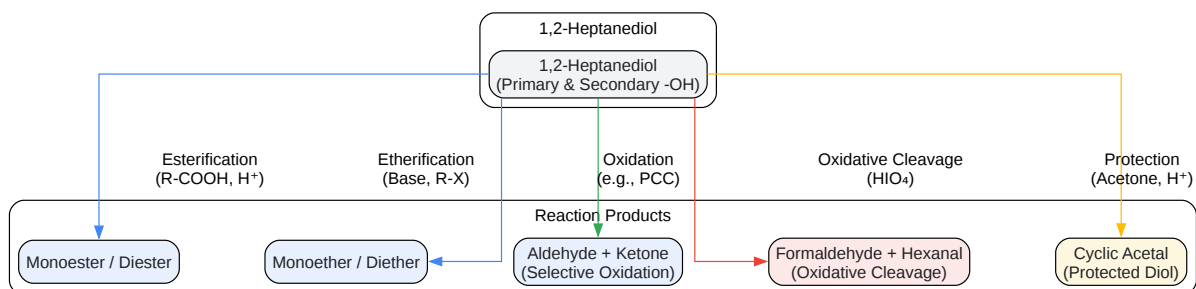 1,2-Heptanediol
1,2-Heptanediol
(Primary & Secondary -OH)
Esterification
(R-COOH, H⁺)
Etherification
(Base, R-X)
Oxidation
(e.g., PCC)
Oxidative Cleavage
(HIO₄)
Protection
(Acetone, H⁺)
Reaction Products
Monoester / Diester
Monoether / Diether
Aldehyde + Ketone
(Selective Oxidation)
Formaldehyde + Hexanal
(Oxidative Cleavage)
Cyclic Acetal
(Protected Diol)